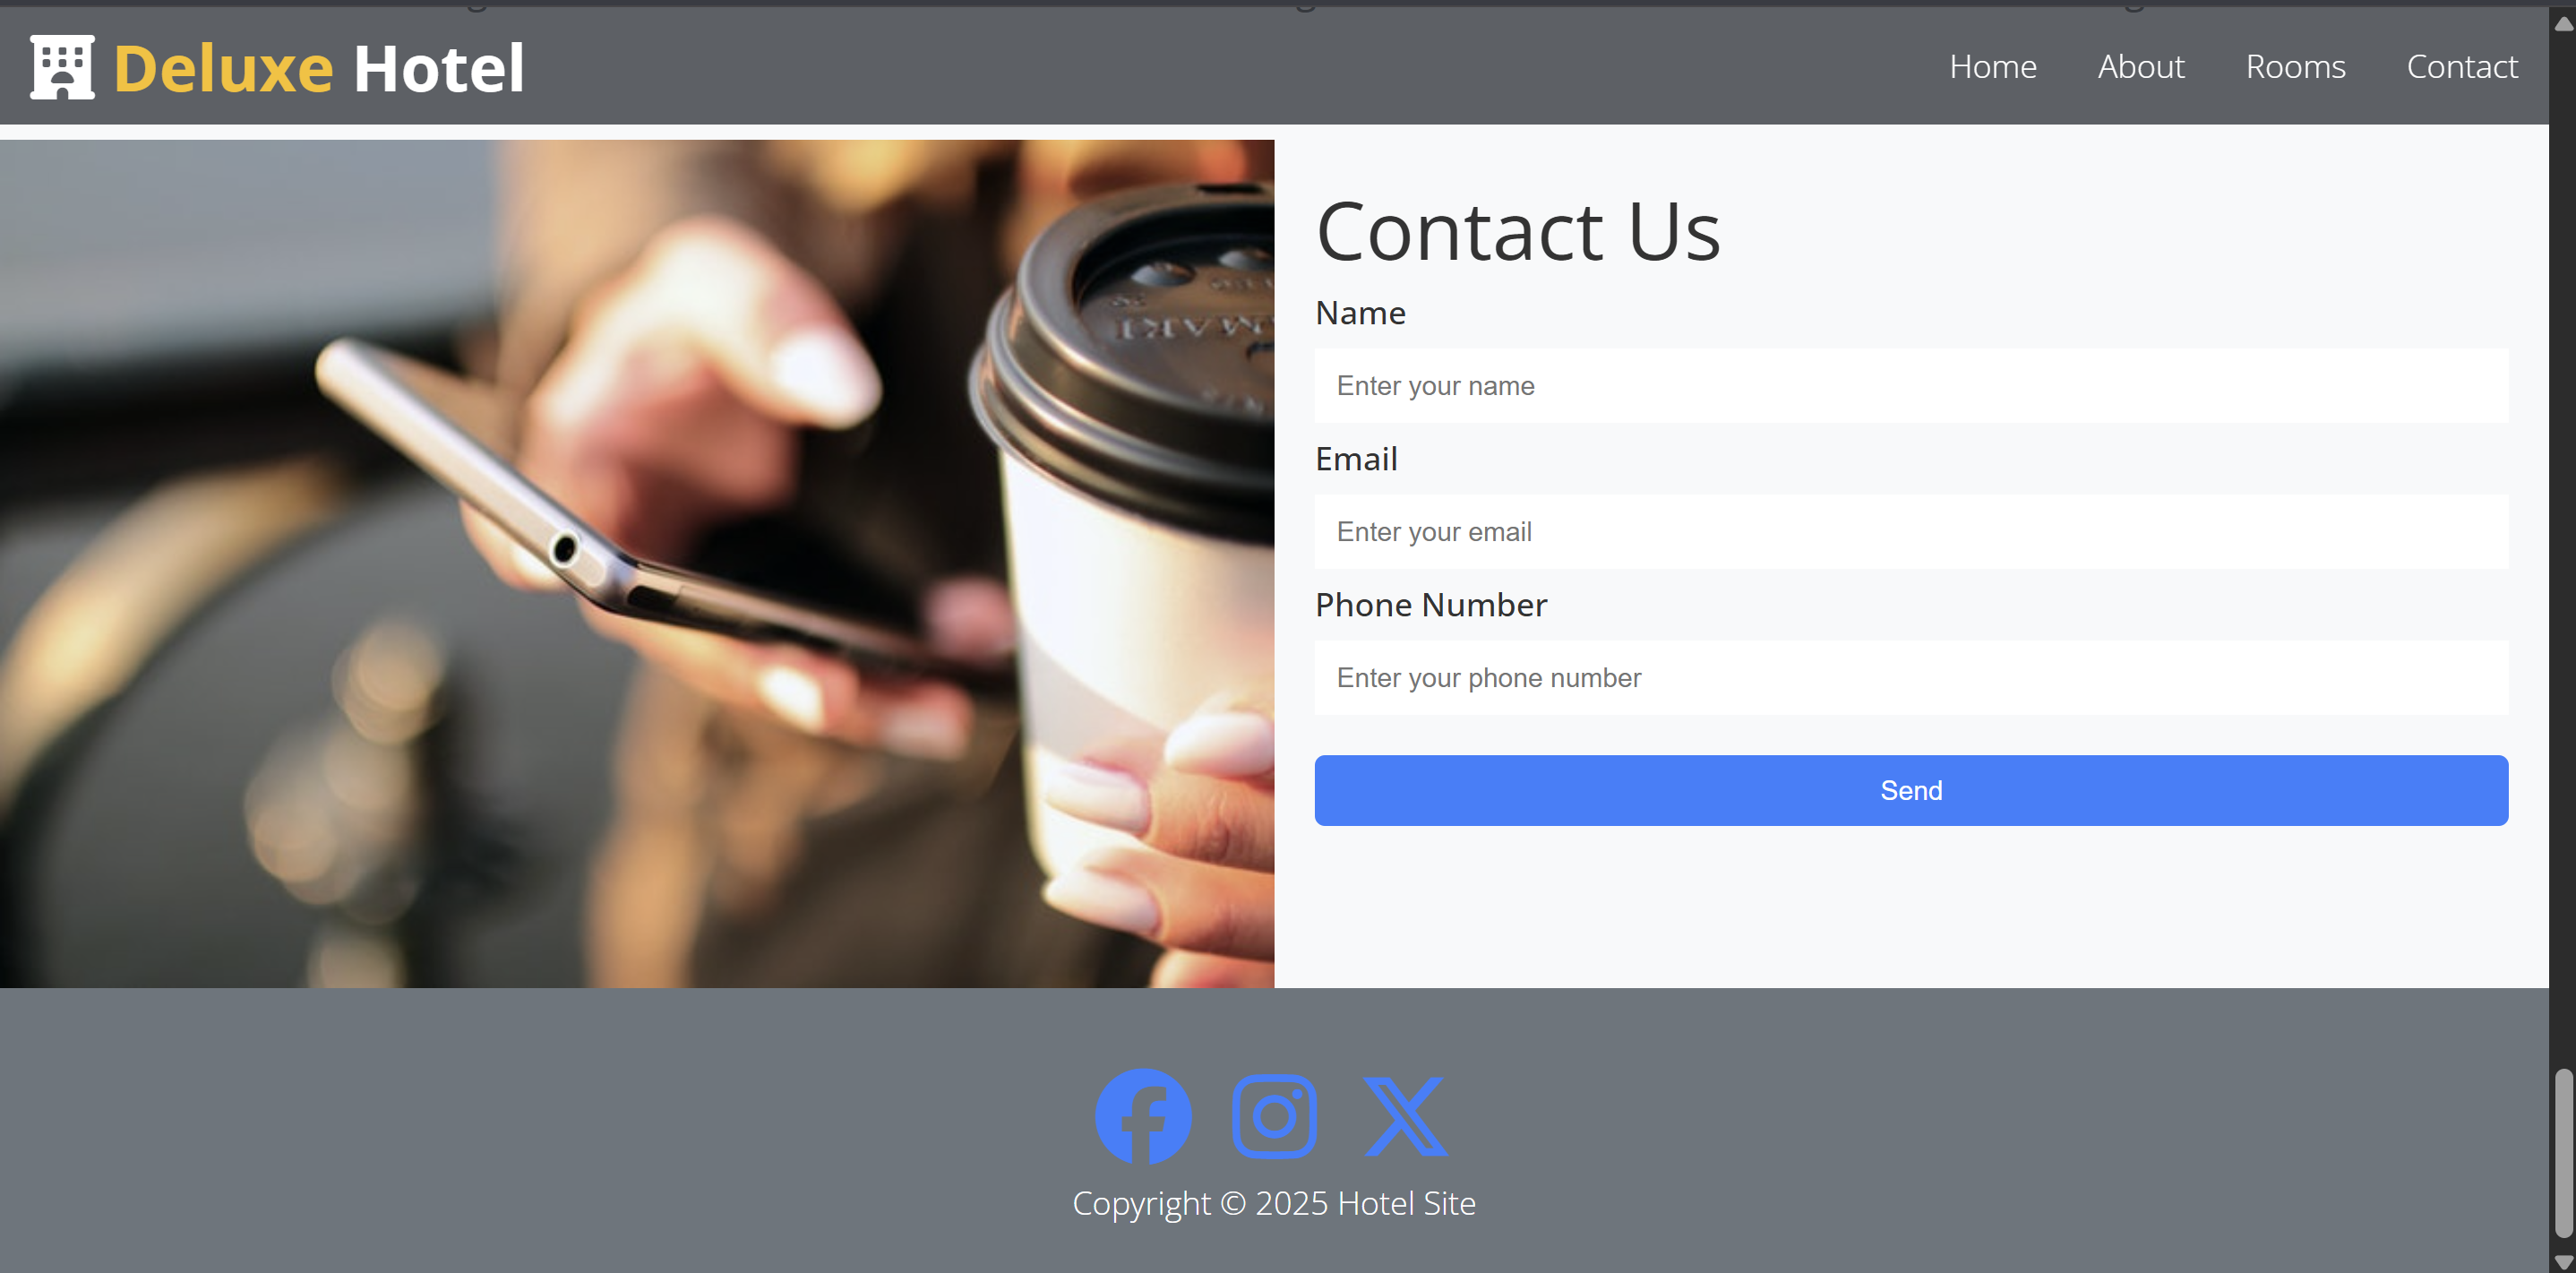 Deluxe Hotel
Home About Rooms Contact
Contact Us
Name
Enter your name
Email
Enter your email
Phone Number
Enter your phone number
Send
Copyright © 2025 Hotel Site